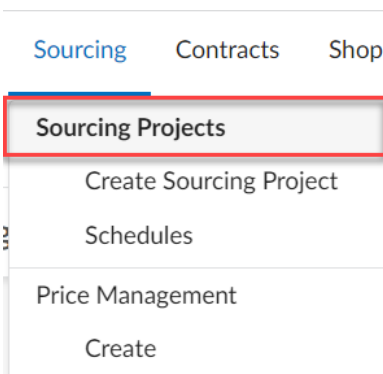 Sourcing Contracts Shop
Sourcing Projects
Create Sourcing Project
Schedules
Price Management
Create